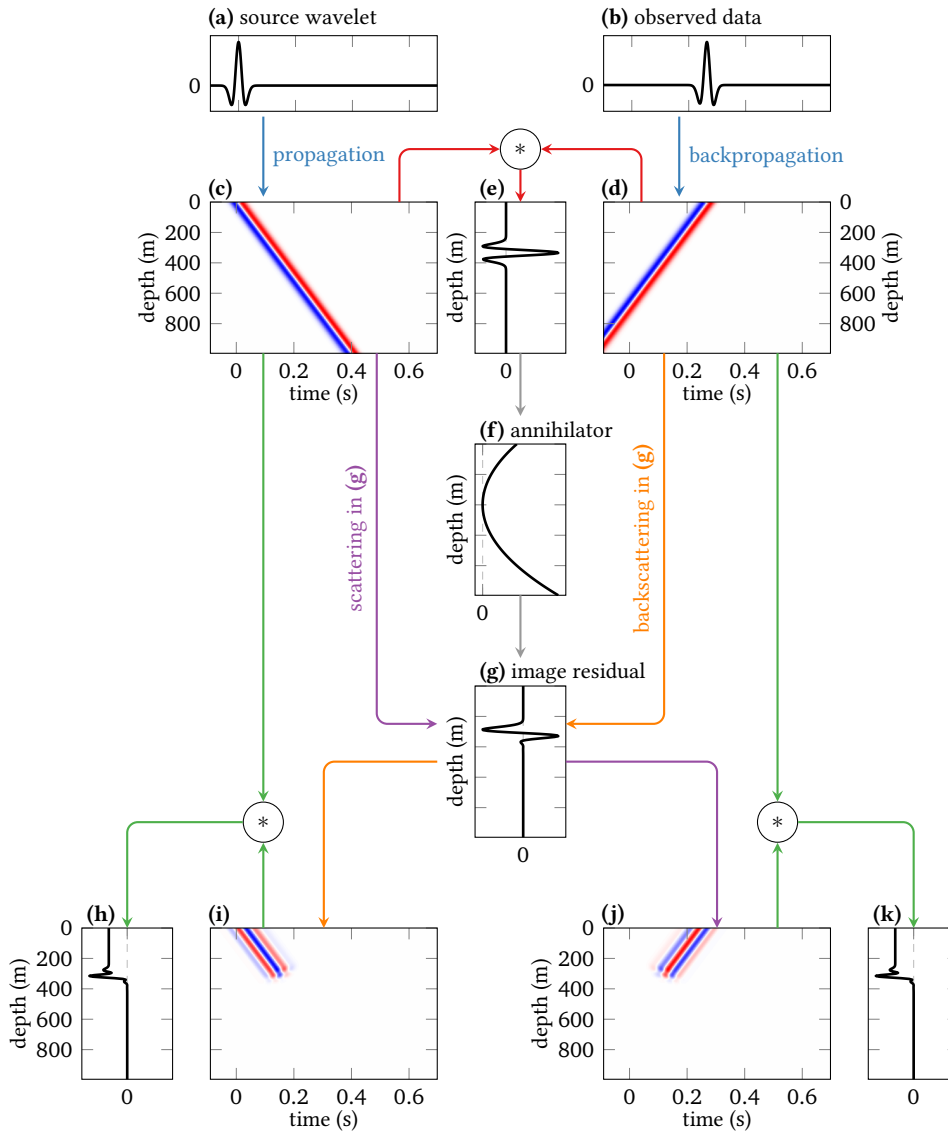 (a) source wavelet
(b) observed data
0
0
propagation
*
backpropagation
(c)
(e)
(d)
0
200
400
600
800
depth (m)
0
200
400
600
800
depth (m)
0 0.2 0.4 0.6
time (s)
0
0 0.2 0.4 0.6
time (s)
(f) annihilator
depth (m)
0
scattering in (g)
backscattering in (g)
(g) image residual
depth (m)
0
*
*
(h)
(i)
(j)
(k)
0
200
400
600
800
depth (m)
0
0 0.2 0.4 0.6
time (s)
0
200
400
600
800
depth (m)
0 0.2 0.4 0.6
time (s)
0